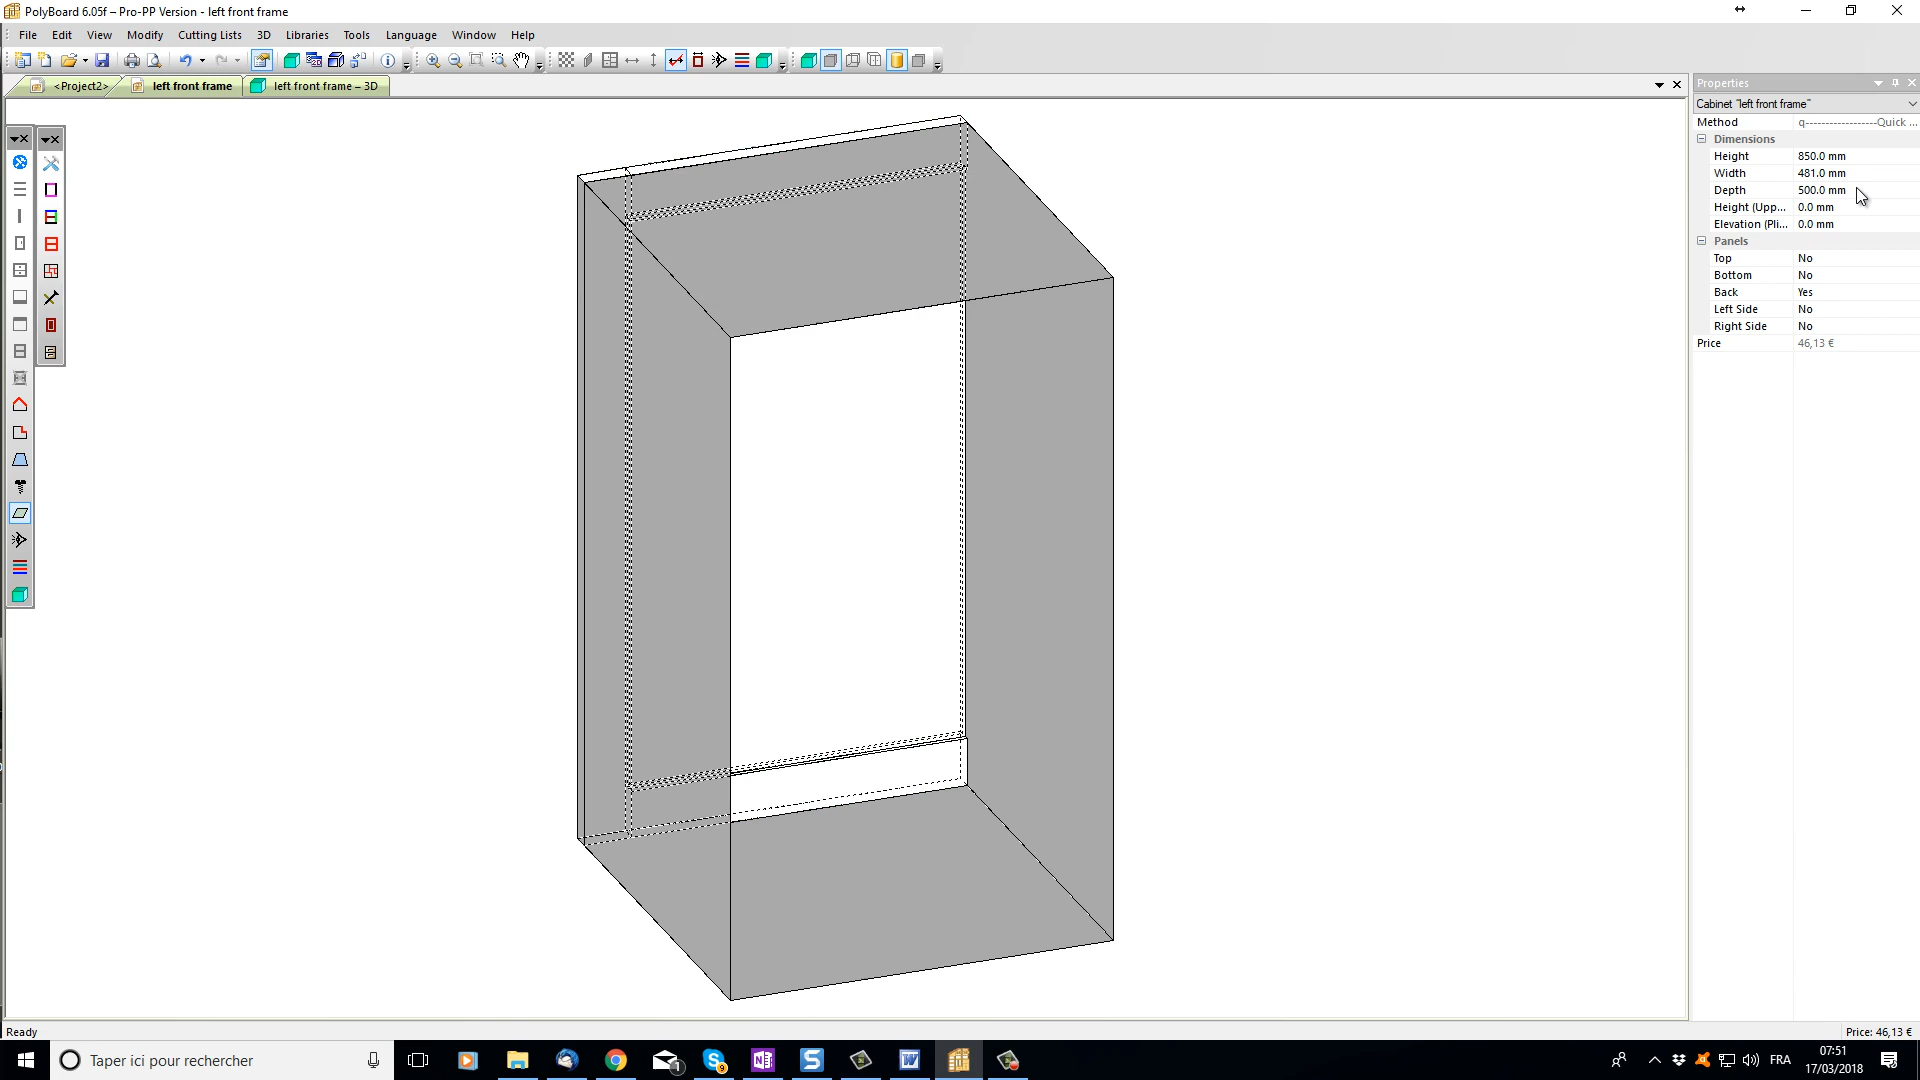 PolyBoard 6.05f – Pro-PP Version - left front frame
File Edit View Modify Cutting Lists 3D Libraries Tools Language Window Help
<Project2> left front frame left front frame – 3D
Properties
Cabinet "left front frame"
Method q------------------Quick ...
Dimensions
Height 850.0 mm
Width 481.0 mm
Depth 500.0 mm
Height (Upp... 0.0 mm
Elevation (Pli... 0.0 mm
Panels
Top No
Bottom No
Back Yes
Left Side No
Right Side No
Price 46,13 €
Ready
Price: 46,13 €
Taper ici pour rechercher
1
9
FRA
07:51
17/03/2018